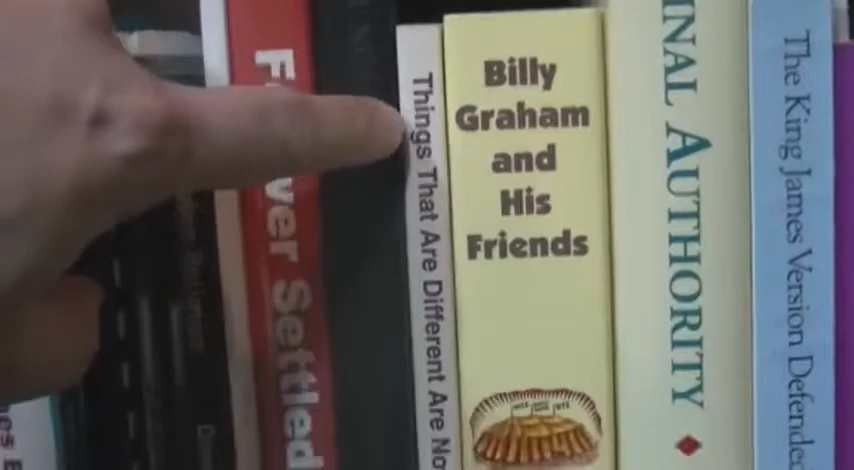 F ver Settled
Things That Are Different Are No
Billy
Graham
and
His
Friends
INAL AUTHORITY
The King James Version Defende